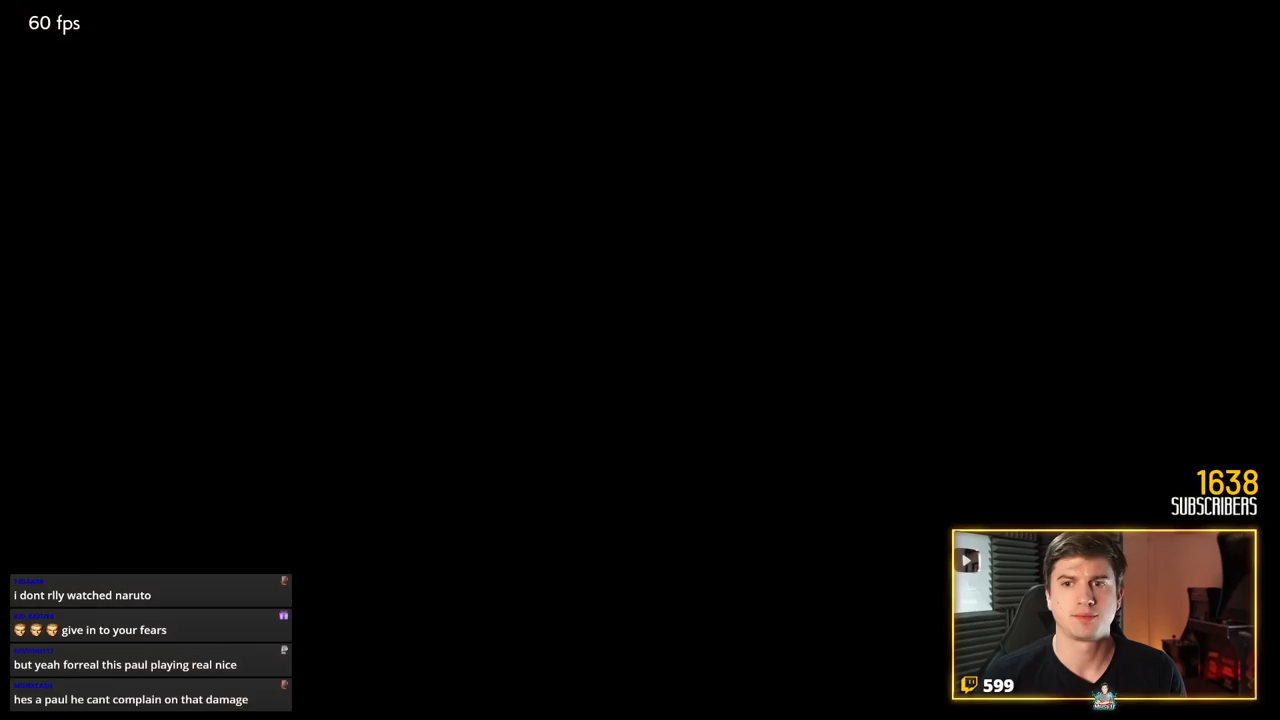 60 fps
1638
SUBSCRIBERS
i dont rlly watched naruto
give in to your fears
but yeah forreal this paul playing real nice
hes a paul he cant complain on that damage
599